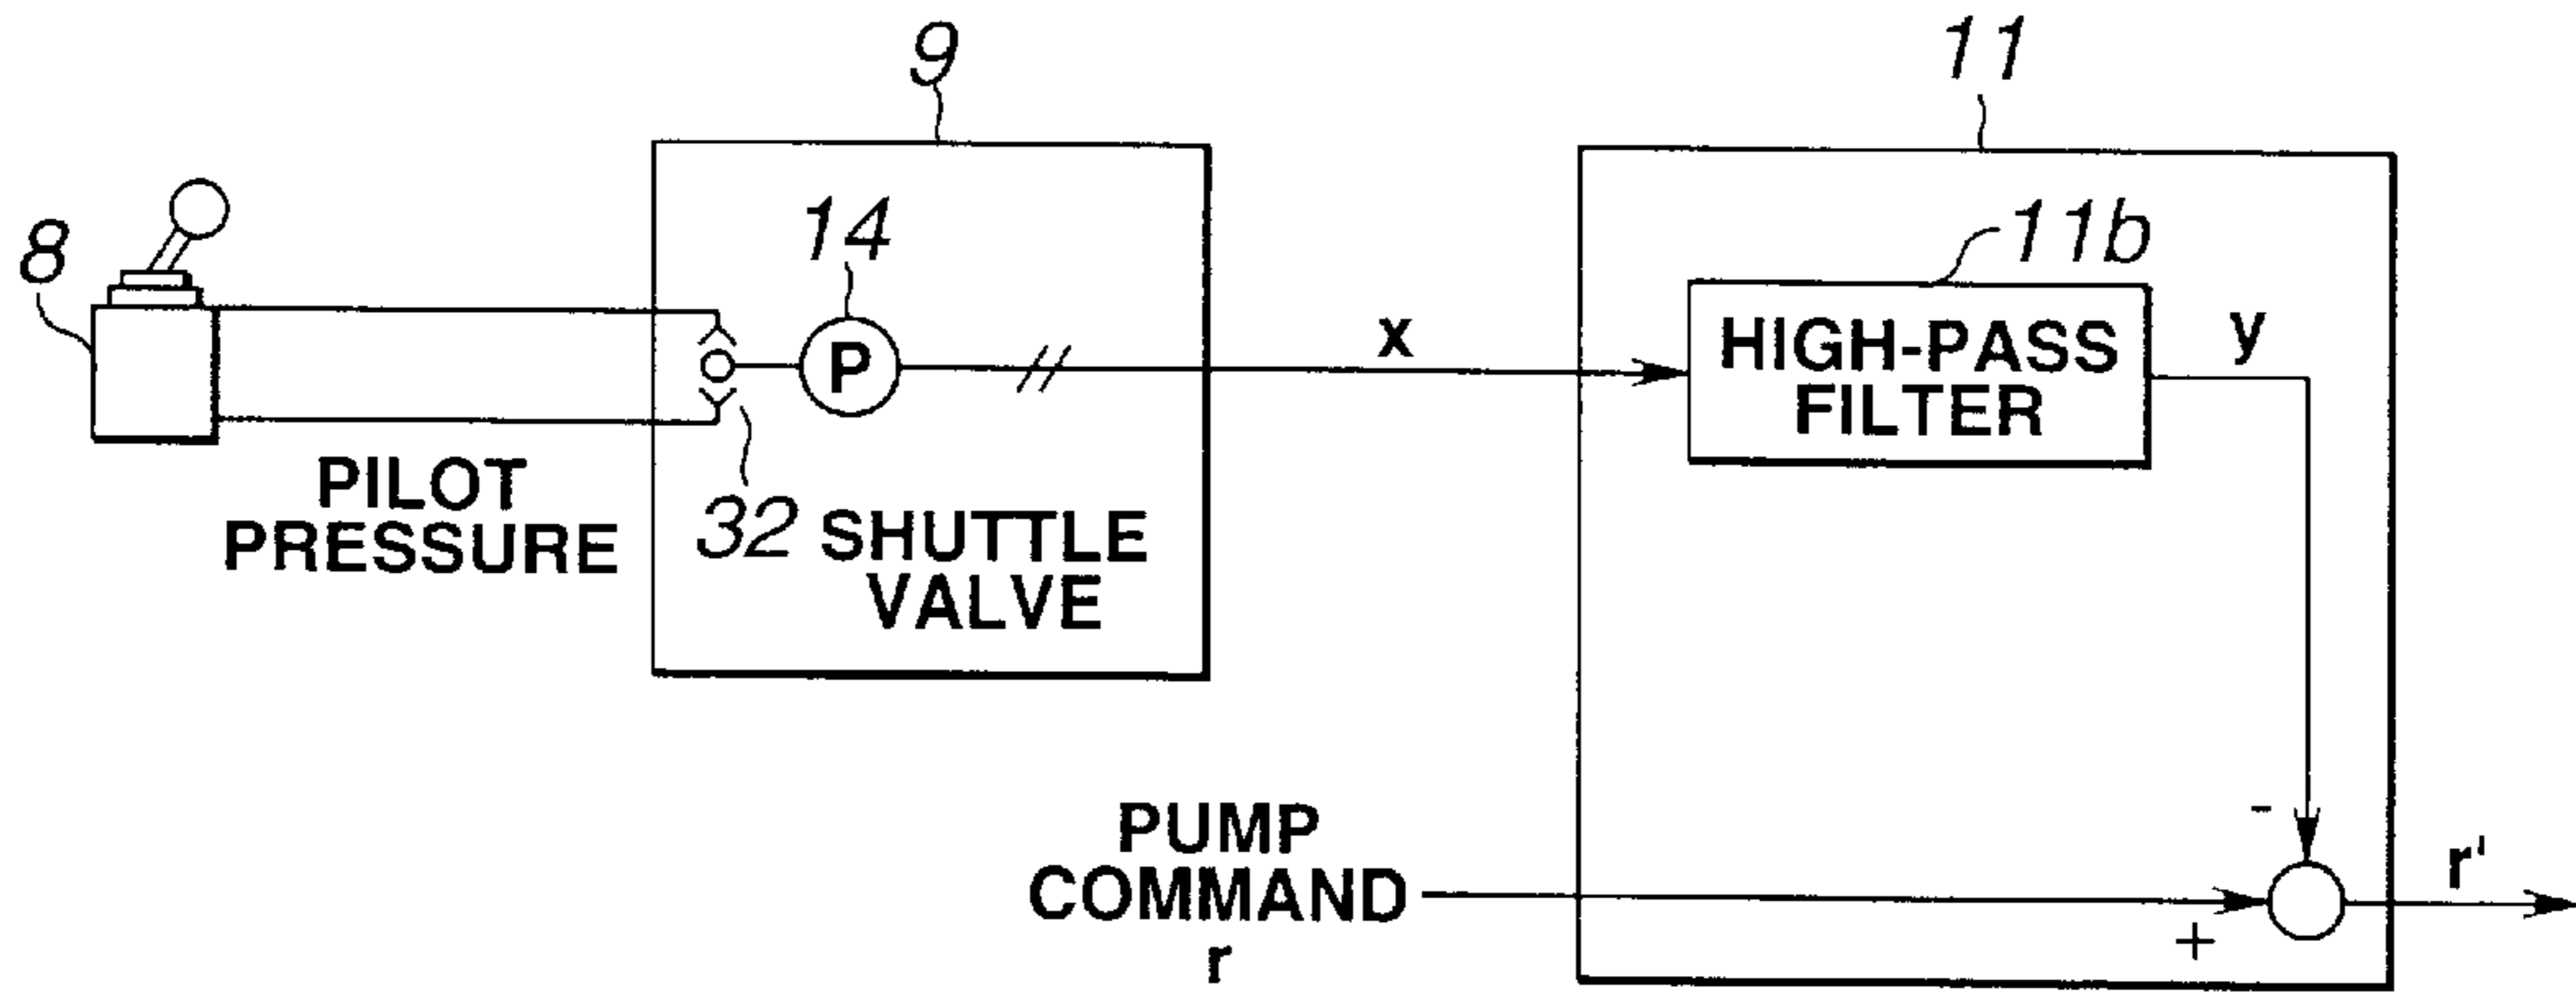 9
11
8
14
11b
P
x
HIGH-PASS
FILTER
y
PILOT
PRESSURE
32 SHUTTLE
VALVE
PUMP
COMMAND
r
-
+
r'